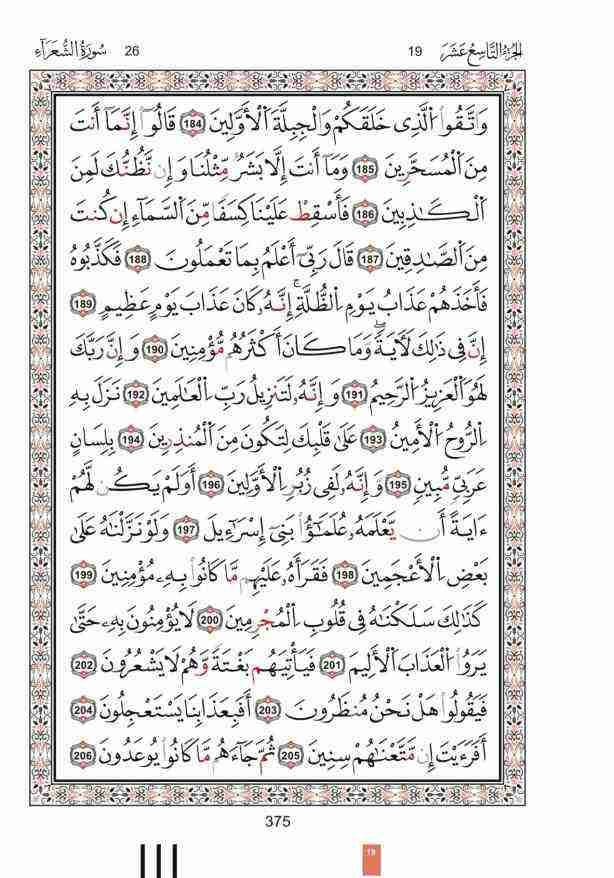 الجزء التاسع عشر 19 26 سورة الشعراء
وَاتَّقُوا الَّذِي خَلَقَكُمْ وَالْجِبِلَّةَ الْأَوَّلِينَ 184 قَالُوا إِنَّمَا أَنتَ
مِنَ الْمُسَحَّرِينَ 185 وَمَا أَنتَ إِلَّا بَشَرٌ مِّثْلُنَا وَإِن نَّظُنُّكَ لَمِنَ
الْكَاذِبِينَ 186 فَأَسْقِطْ عَلَيْنَا كِسَفًا مِّنَ السَّمَاءِ إِن كُنتَ
مِنَ الصَّادِقِينَ 187 قَالَ رَبِّي أَعْلَمُ بِمَا تَعْمَلُونَ 188 فَكَذَّبُوهُ
فَأَخَذَهُمْ عَذَابُ يَوْمِ الظُّلَّةِ ۚ إِنَّهُ كَانَ عَذَابَ يَوْمٍ عَظِيمٍ 189
إِنَّ فِي ذَٰلِكَ لَآيَةً ۖ وَمَا كَانَ أَكْثَرُهُم مُّؤْمِنِينَ 190 وَإِنَّ رَبَّكَ
لَهُوَ الْعَزِيزُ الرَّحِيمُ 191 وَإِنَّهُ لَتَنزِيلُ رَبِّ الْعَالَمِينَ 192 نَزَلَ بِهِ
الرُّوحُ الْأَمِينُ 193 عَلَىٰ قَلْبِكَ لِتَكُونَ مِنَ الْمُنذِرِينَ 194 بِلِسَانٍ
عَرَبِيٍّ مُّبِينٍ 195 وَإِنَّهُ لَفِي زُبُرِ الْأَوَّلِينَ 196 أَوَلَمْ يَكُن لَّهُمْ
ءَايَةً أَن يَعْلَمَهُ عُلَمَٰٓؤُا بَنِي إِسْرَٰٓءِيلَ 197 وَلَوْ نَزَّلْنَاهُ عَلَىٰ
بَعْضِ الْأَعْجَمِينَ 198 فَقَرَأَهُ عَلَيْهِم مَّا كَانُوا بِهِ مُؤْمِنِينَ 199
كَذَٰلِكَ سَلَكْنَاهُ فِي قُلُوبِ الْمُجْرِمِينَ 200 لَا يُؤْمِنُونَ بِهِ حَتَّىٰ
يَرَوُا الْعَذَابَ الْأَلِيمَ 201 فَيَأْتِيَهُم بَغْتَةً وَهُمْ لَا يَشْعُرُونَ 202
فَيَقُولُوا هَلْ نَحْنُ مُنظَرُونَ 203 أَفَبِعَذَابِنَا يَسْتَعْجِلُونَ 204
أَفَرَءَيْتَ إِن مَّتَّعْنَاهُمْ سِنِينَ 205 ثُمَّ جَاءَهُم مَّا كَانُوا يُوعَدُونَ 206
375
19